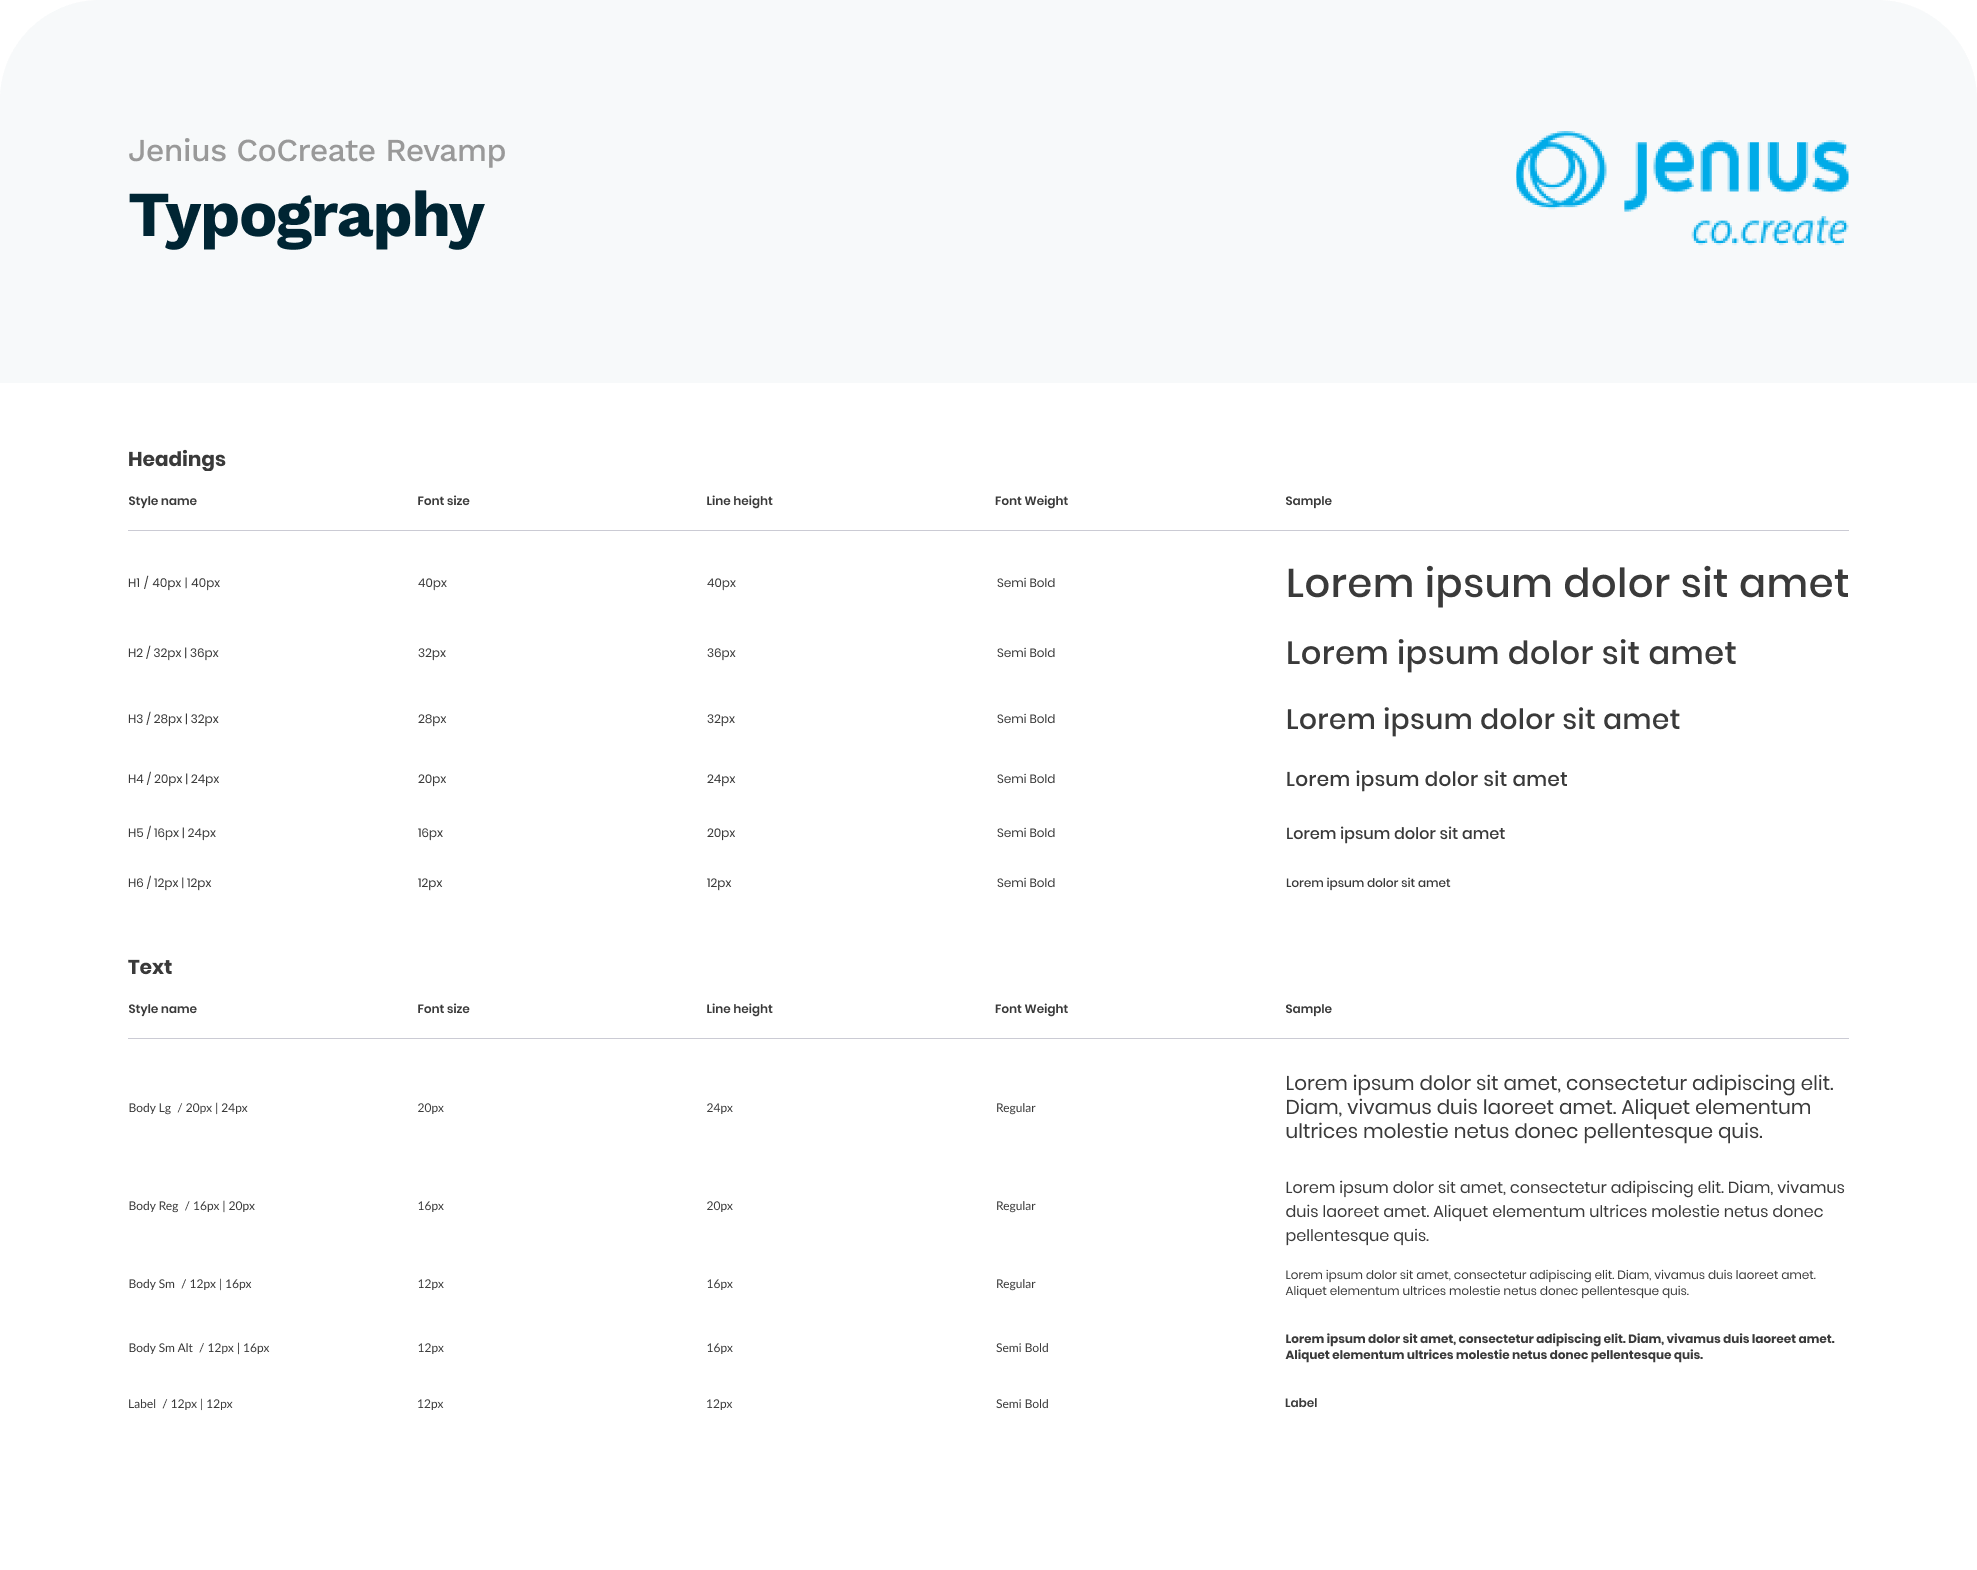 Jenius CoCreate Revamp
Typography
jenius
co.create
Headings
Style name Font size Line height Font Weight Sample
H1 / 40px | 40px 40px 40px Semi Bold Lorem ipsum dolor sit amet
H2 / 32px | 36px 32px 36px Semi Bold Lorem ipsum dolor sit amet
H3 / 28px | 32px 28px 32px Semi Bold Lorem ipsum dolor sit amet
H4 / 20px | 24px 20px 24px Semi Bold Lorem ipsum dolor sit amet
H5 / 16px | 24px 16px 20px Semi Bold Lorem ipsum dolor sit amet
H6 / 12px | 12px 12px 12px Semi Bold Lorem ipsum dolor sit amet
Text
Style name Font size Line height Font Weight Sample
Body Lg / 20px | 24px 20px 24px Regular
Lorem ipsum dolor sit amet, consectetur adipiscing elit.
Diam, vivamus duis laoreet amet. Aliquet elementum
ultrices molestie netus donec pellentesque quis.
Body Reg / 16px | 20px 16px 20px Regular
Lorem ipsum dolor sit amet, consectetur adipiscing elit. Diam, vivamus
duis laoreet amet. Aliquet elementum ultrices molestie netus donec
pellentesque quis.
Body Sm / 12px | 16px 12px 16px Regular
Lorem ipsum dolor sit amet, consectetur adipiscing elit. Diam, vivamus duis laoreet amet.
Aliquet elementum ultrices molestie netus donec pellentesque quis.
Body Sm Alt / 12px | 16px 12px 16px Semi Bold
Lorem ipsum dolor sit amet, consectetur adipiscing elit. Diam, vivamus duis laoreet amet.
Aliquet elementum ultrices molestie netus donec pellentesque quis.
Label / 12px | 12px 12px 12px Semi Bold Label